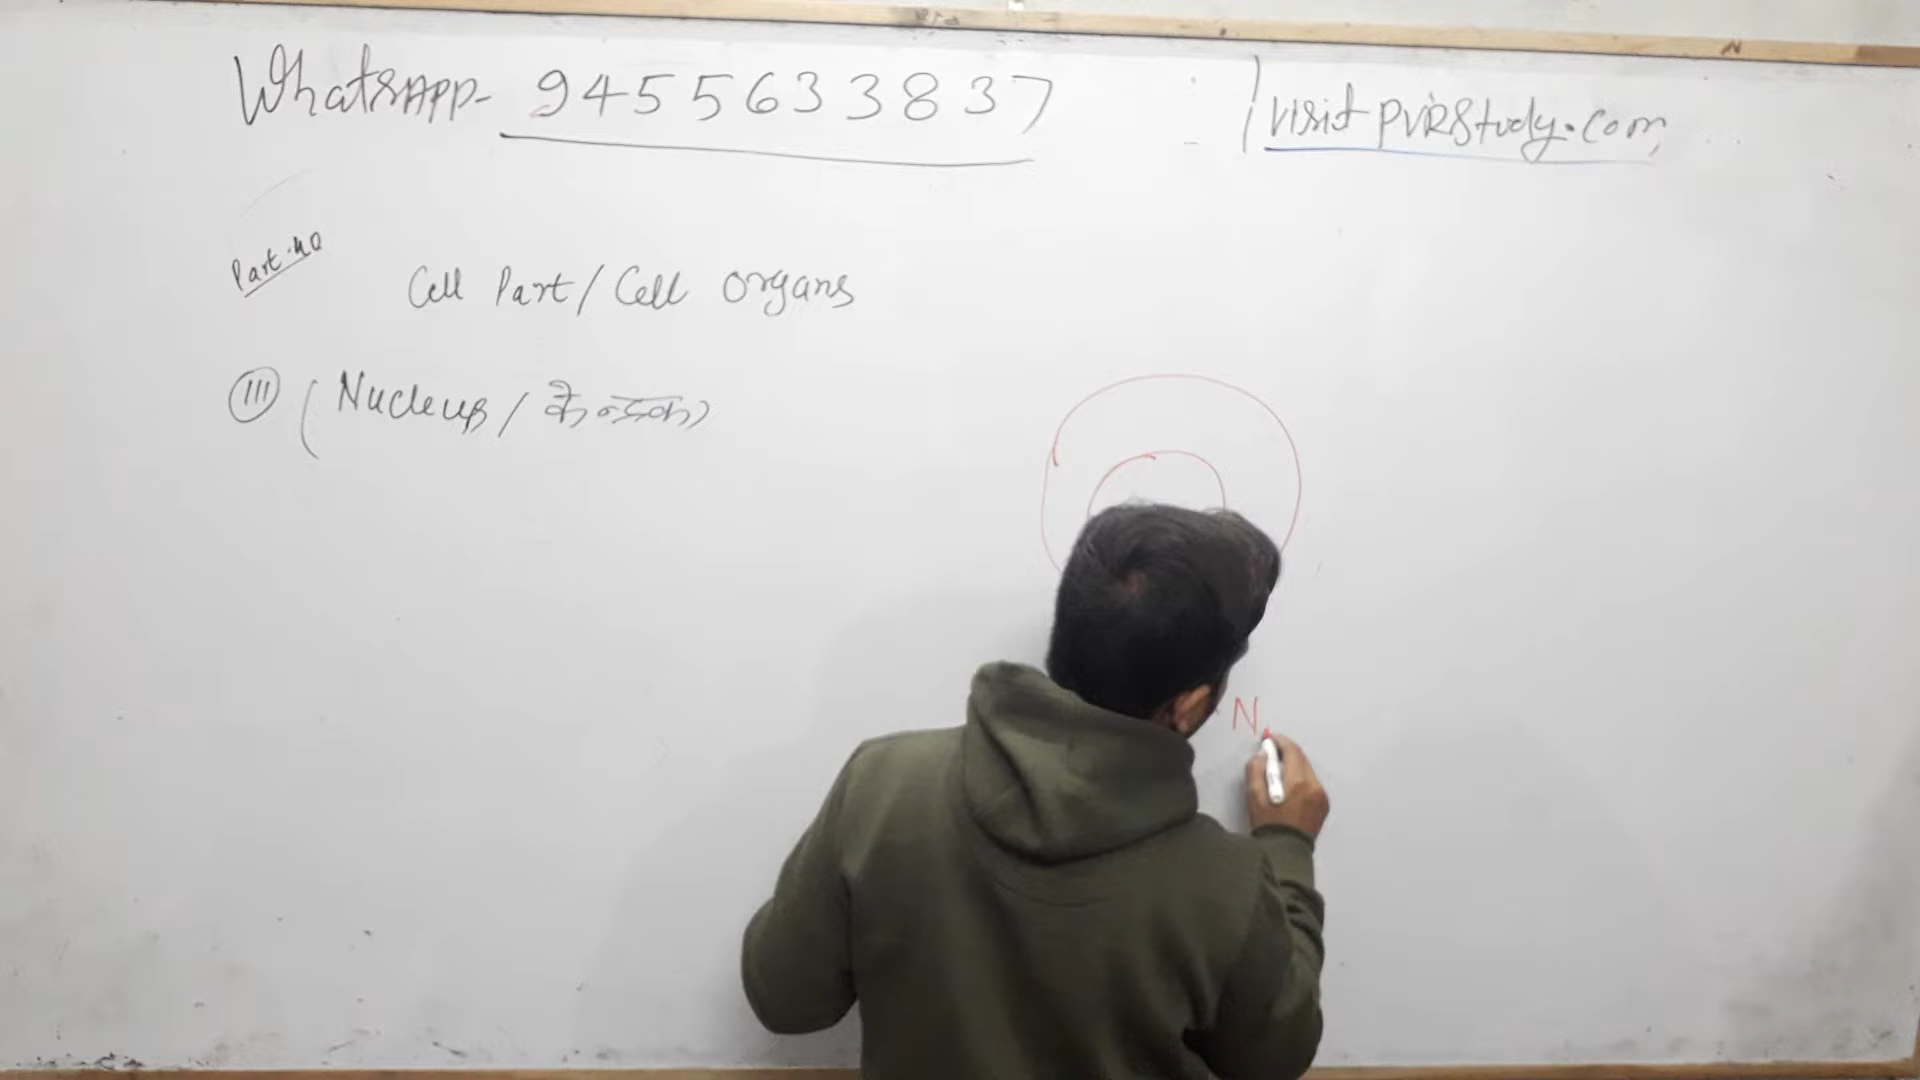 WhatsAPP- 9455633837
visit PVRStudy.com
Part-40
Cell Part/Cell organs
III (Nucleus/केन्द्रक)
N